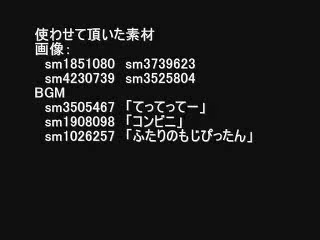 使わせて頂いた素材
画像：
sm1851080 sm3739623
sm4230739 sm3525804
BGM
sm3505467 「てってってー」
sm1908098 「コンビニ」
sm1026257 「ふたりのもじぴったん」